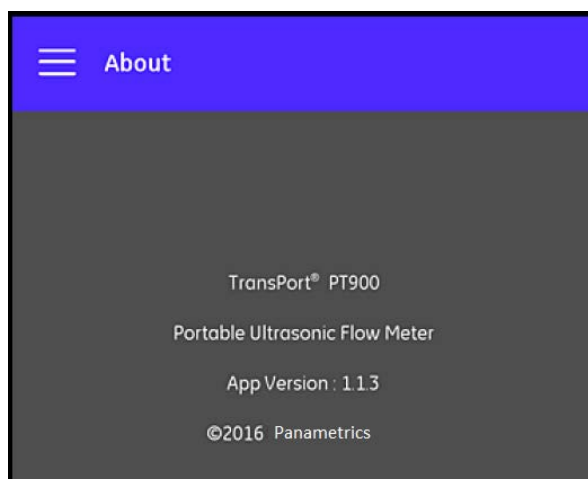 About
TransPort® PT900
Portable Ultrasonic Flow Meter
App Version : 1.1.3
©2016 Panametrics